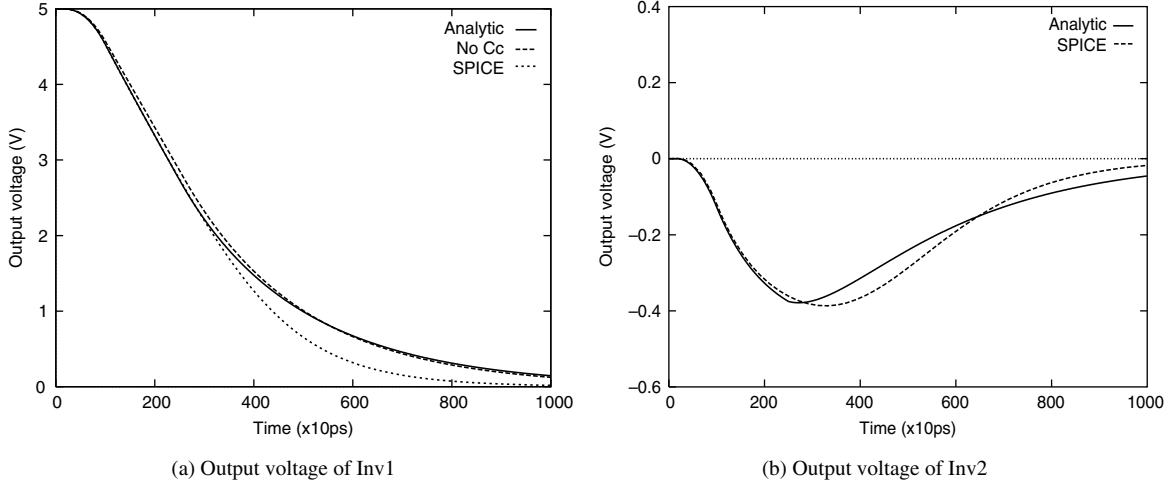 5
4
3
2
1
0
Output voltage (V)
Analytic
No Cc
SPICE
0
200
400
600
800
1000
Time (x10ps)
(a) Output voltage of Inv1
0.4
0.2
0
−0.2
−0.4
−0.6
Output voltage (V)
Analytic
SPICE
0
200
400
600
800
1000
Time (x10ps)
(b) Output voltage of Inv2